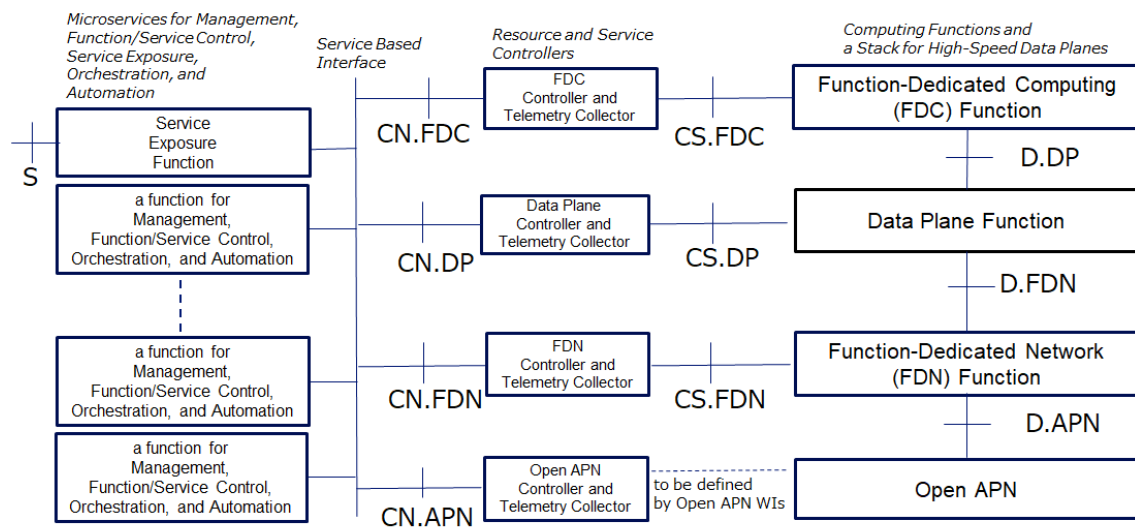 Microservices for Management,
Function/Service Control,
Service Exposure,
Orchestration, and
Automation
Service Based
Interface
Resource and Service
Controllers
Computing Functions and
a Stack for High-Speed Data Planes
S
Service
Exposure
Function
a function for
Management,
Function/Service Control,
Orchestration, and Automation
a function for
Management,
Function/Service Control,
Orchestration, and Automation
a function for
Management,
Function/Service Control,
Orchestration, and Automation
CN.FDC
FDC
Controller and
Telemetry Collector
CS.FDC
Function-Dedicated Computing
(FDC) Function
D.DP
CN.DP
Data Plane
Controller and
Telemetry Collector
CS.DP
Data Plane Function
D.FDN
CN.FDN
FDN
Controller and
Telemetry Collector
CS.FDN
Function-Dedicated Network
(FDN) Function
D.APN
CN.APN
Open APN
Controller and
Telemetry Collector
to be defined
by Open APN WIs
Open APN